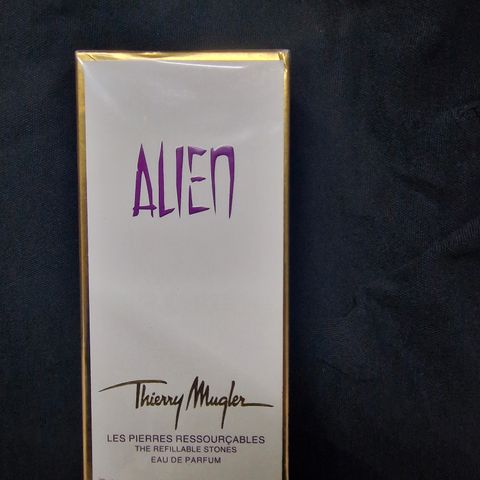 ALIEN
Thierry Mugler
LES PIERRES RESSOURÇABLES
THE REFILLABLE STONES
EAU DE PARFUM